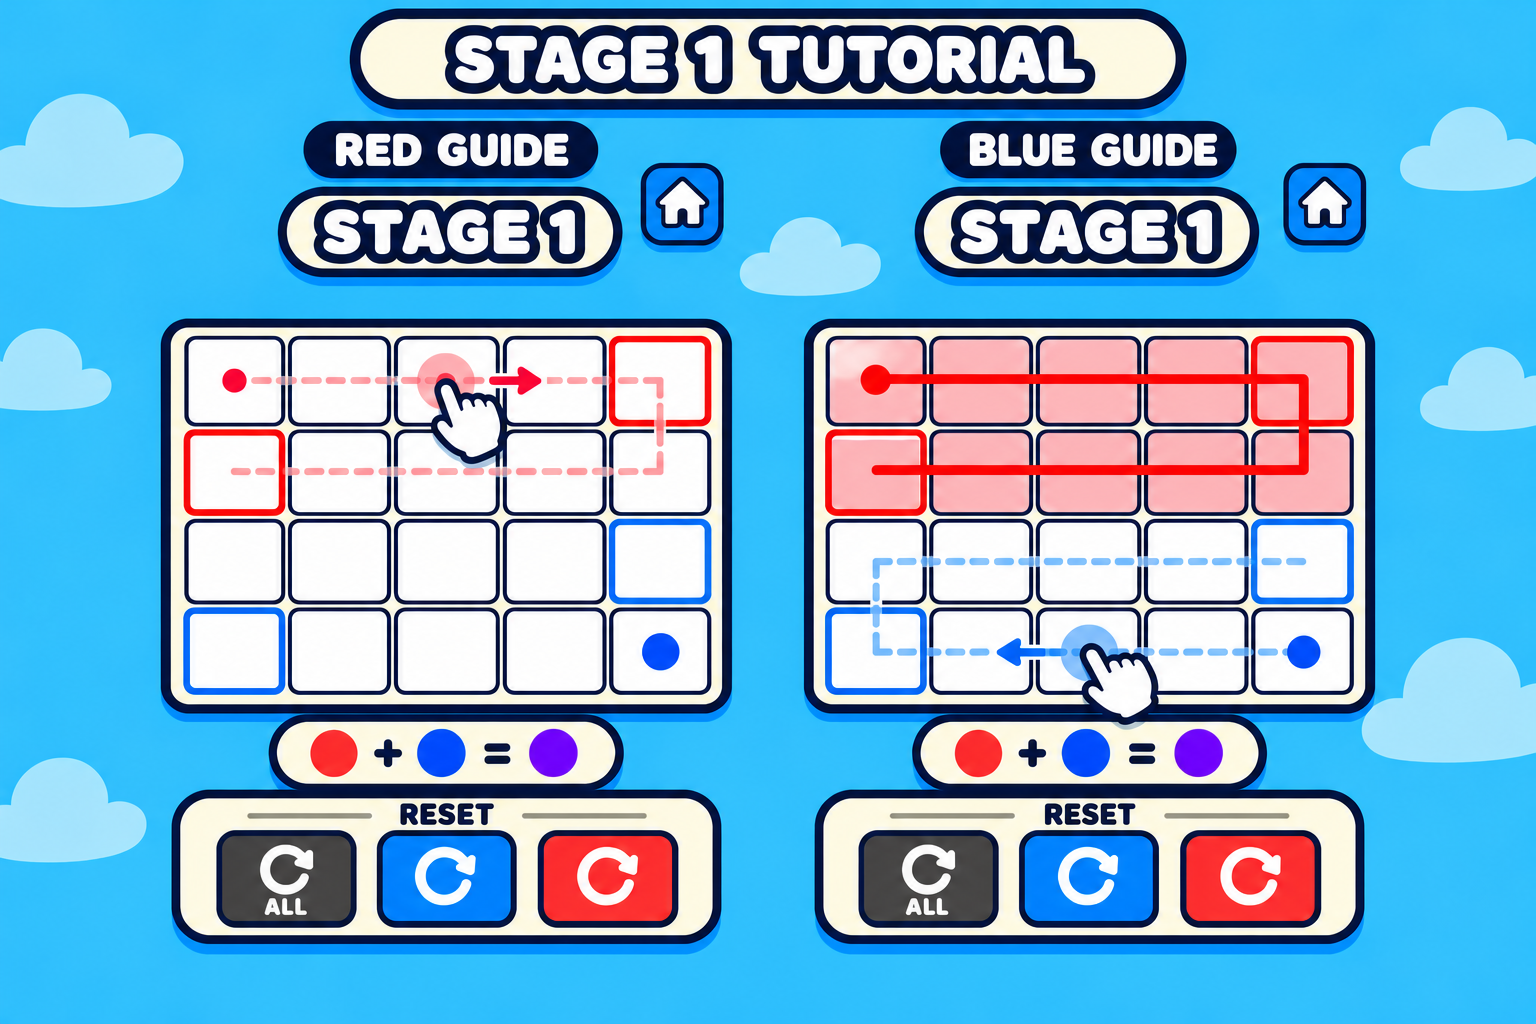 STAGE 1 TUTORIAL
RED GUIDE
STAGE 1
RESET
ALL
BLUE GUIDE
STAGE 1
RESET
ALL